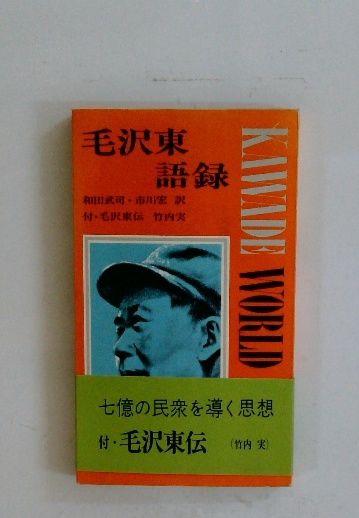 毛沢東
語録
和田武司・市川宏 訳
付・毛沢東伝 竹内実
KAWADE WORLD
七億の民衆を導く思想
付・毛沢東伝 (竹内 実)